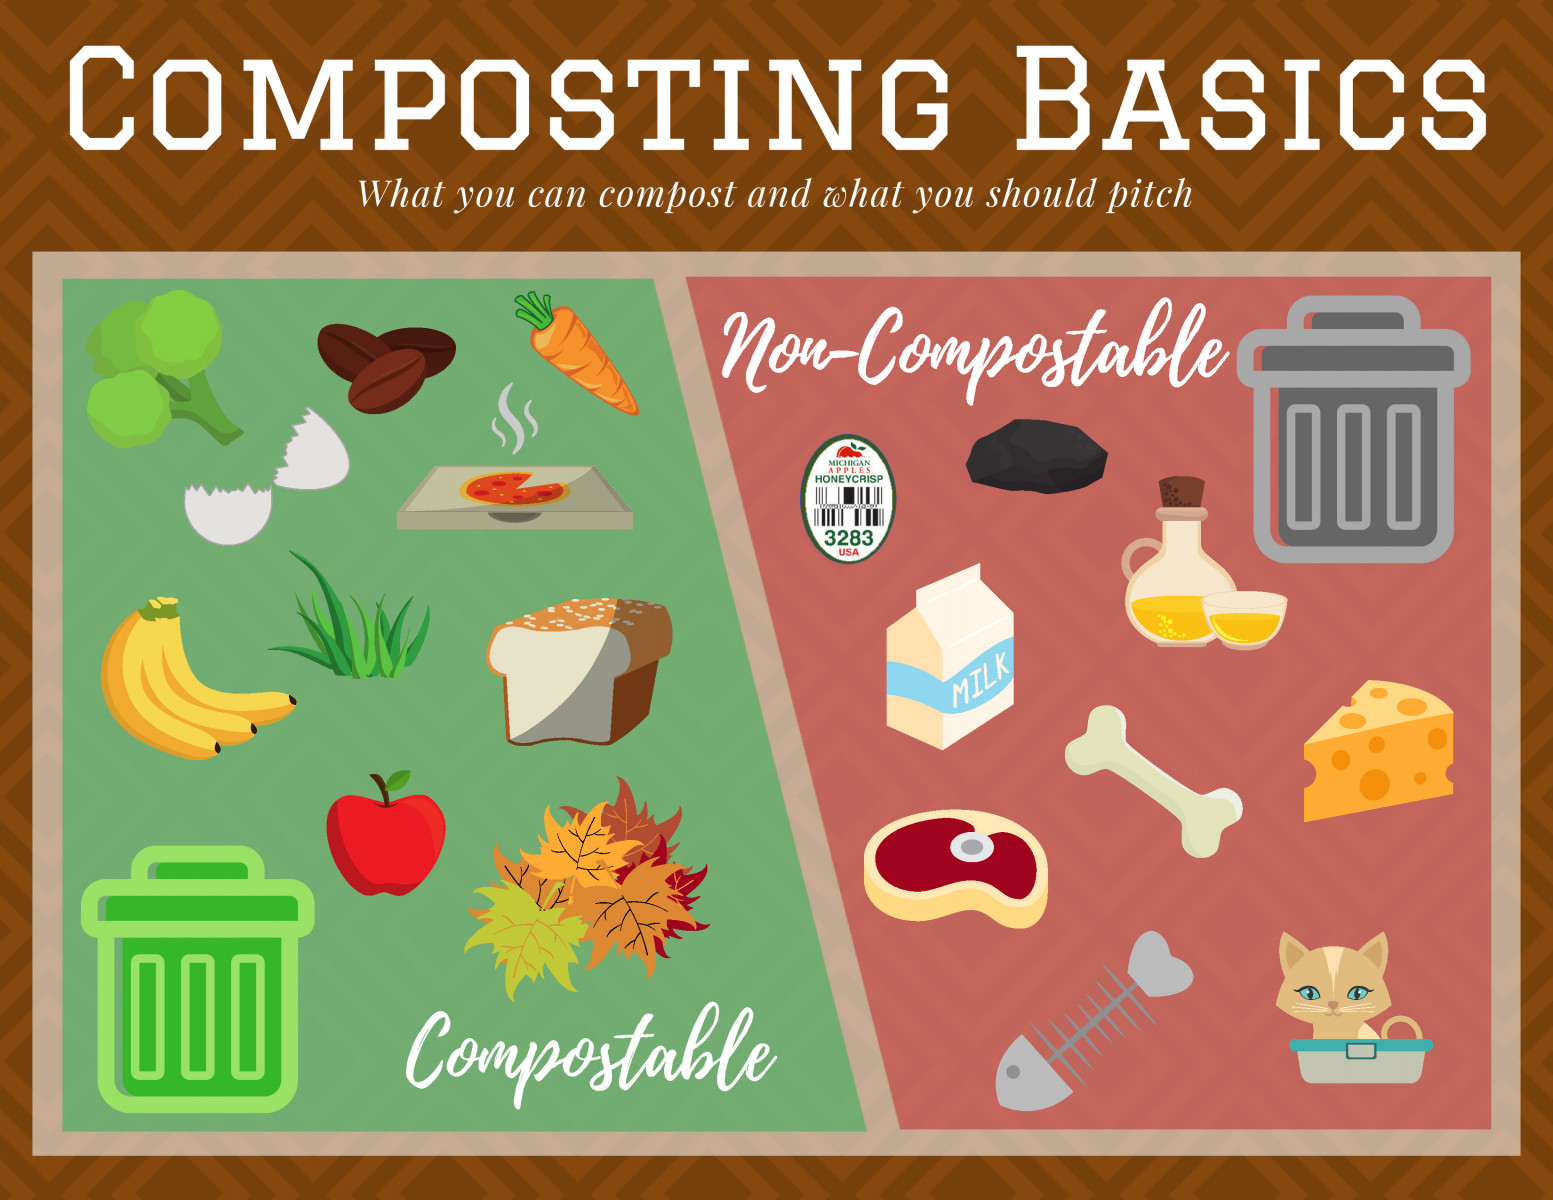 COMPOSTING BASICS
What you can compost and what you should pitch
Non-Compostable
MICHIGAN
APPLES
HONEYCRISP
3283
USA
MILK
Compostable